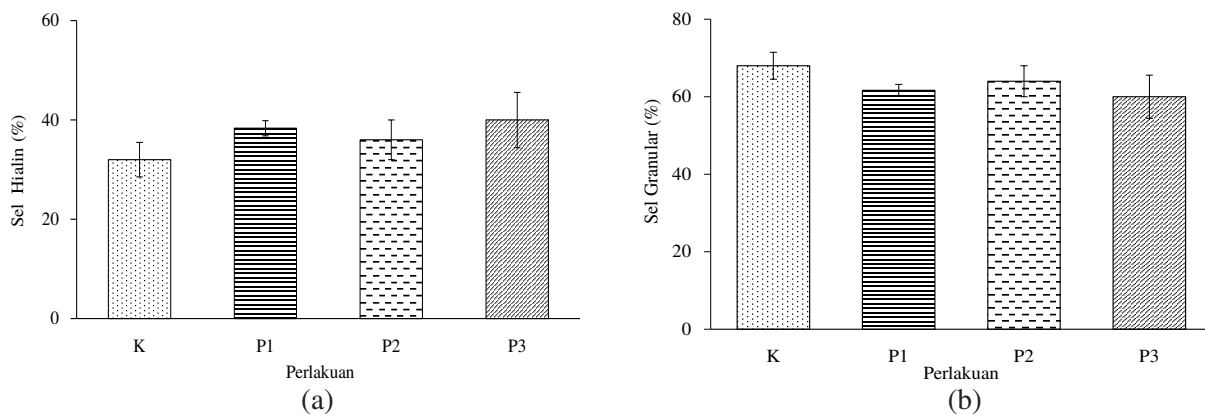 60
40
20
0
Sel Hialin (%)
K P1 P2 P3
Perlakuan
(a)
80
60
40
20
0
Sel Granular (%)
K P1 P2 P3
Perlakuan
(b)